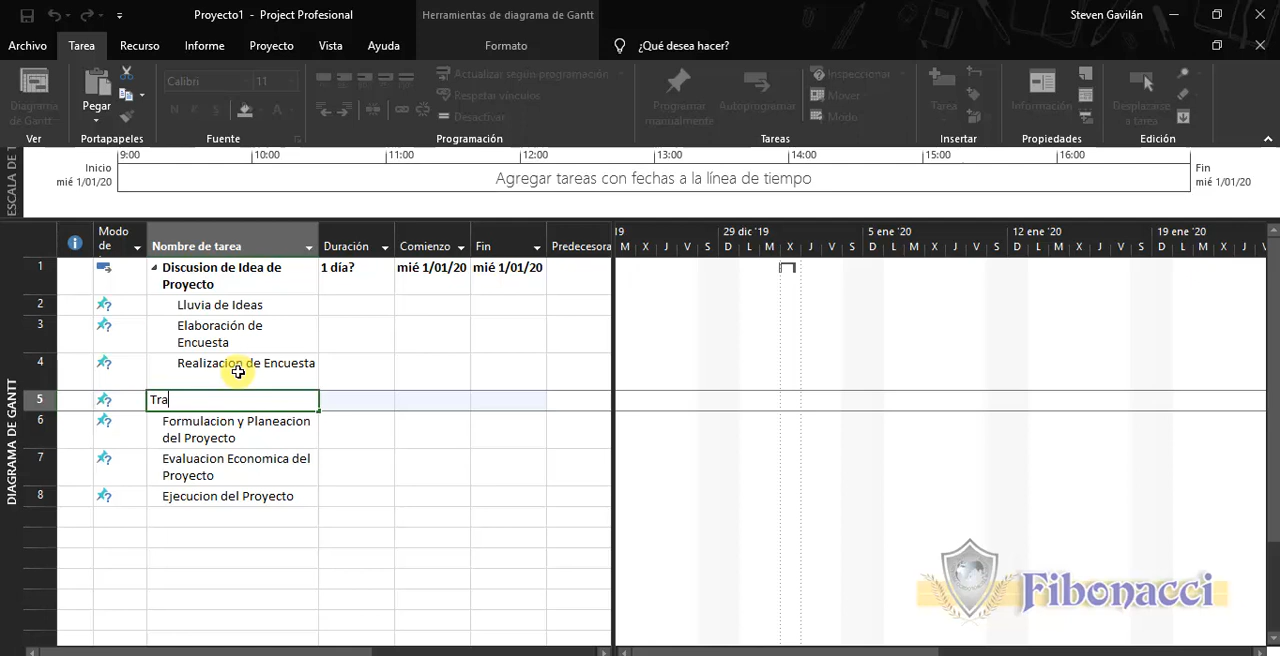 Proyecto1 - Project Profesional
Herramientas de diagrama de Gantt
Steven Gavilán
Archivo Tarea Recurso Informe Proyecto Vista Ayuda Formato ¿Qué desea hacer?
Diagrama de Gantt
Pegar
Calibri 11
N K S A
Actualizar según programación
Respetar vínculos
Desactivar
Programar manualmente
Autoprogramar
Inspeccionar
Mover
Modo
Tarea
Información
Desplazarse a tarea
Ver Portapapeles Fuente Programación Tareas Insertar Propiedades Edición
ESCALA DE T
9:00 10:00 11:00 12:00 13:00 14:00 15:00 16:00
Inicio
mié 1/01/20
Agregar tareas con fechas a la línea de tiempo
Fin
mié 1/01/20
DIAGRAMA DE GANTT
Modo de Nombre de tarea Duración Comienzo Fin Predecesora
'19 29 dic '19 5 ene '20 12 ene '20 19 ene '20
M X J V S D L M X J V S D L M X J V S D L M X J V S D L M X J V
1 Discusion de Idea de Proyecto 1 día? mié 1/01/20 mié 1/01/20
2 Lluvia de Ideas
3 Elaboración de Encuesta
4 Realizacion de Encuesta
5 Tra
6 Formulacion y Planeacion del Proyecto
7 Evaluacion Economica del Proyecto
8 Ejecucion del Proyecto
Fibonacci